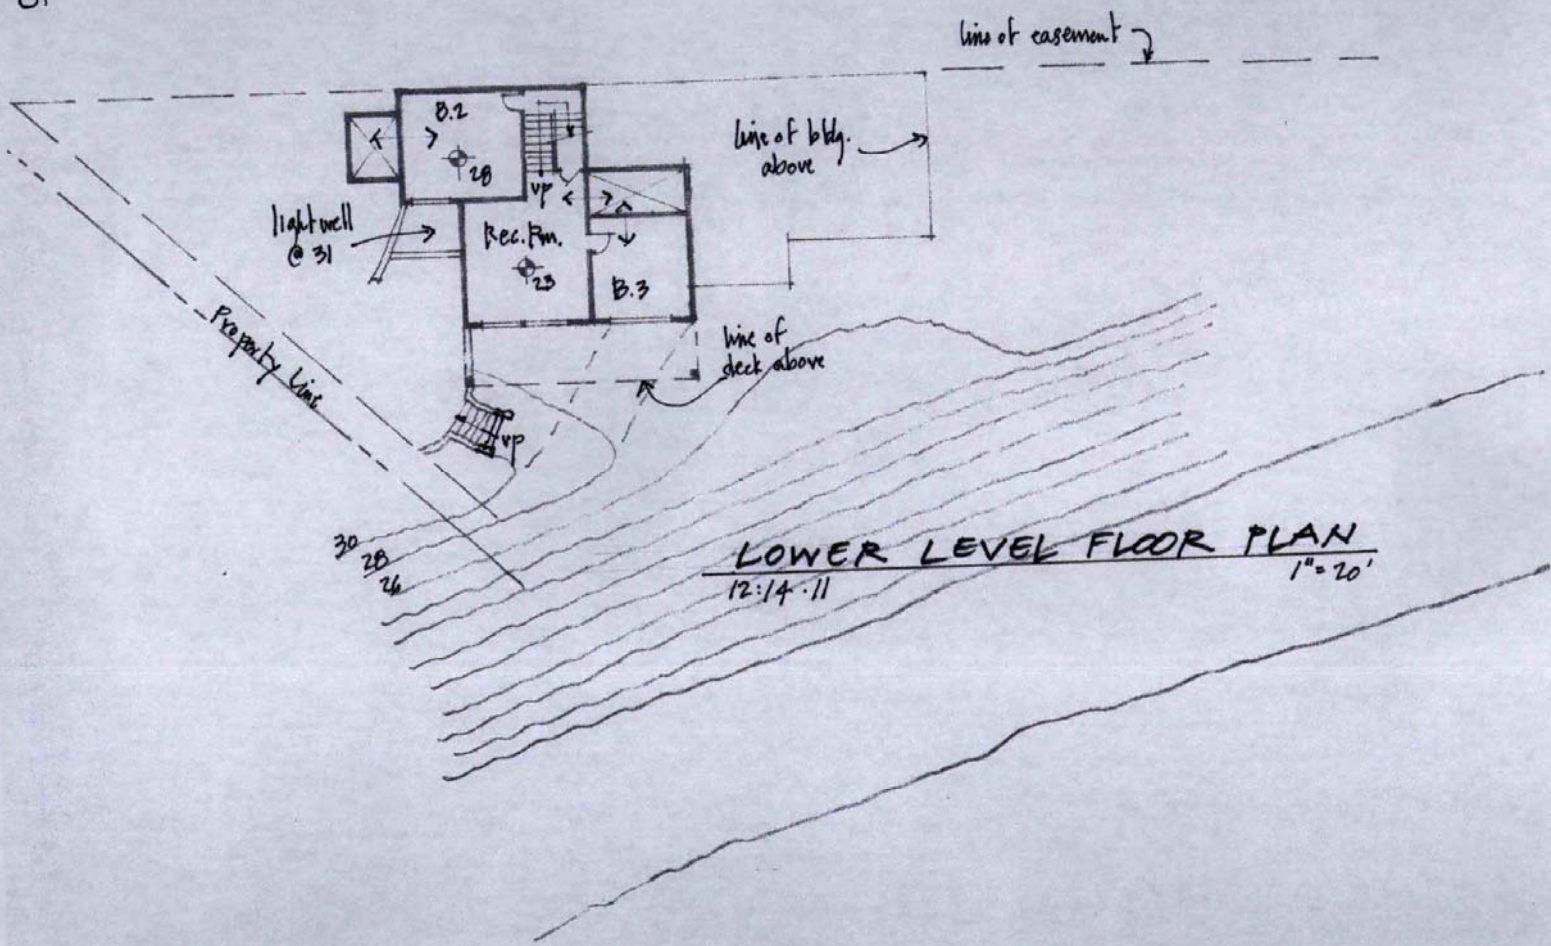 line of easement
B.2
28
line of bldg.
above
up
lightwell
@ 31
Rec. Rm.
23
B.3
Property Line
line of
deck above
up
30
28
26
LOWER LEVEL FLOOR PLAN
12:14.11
1"=20'